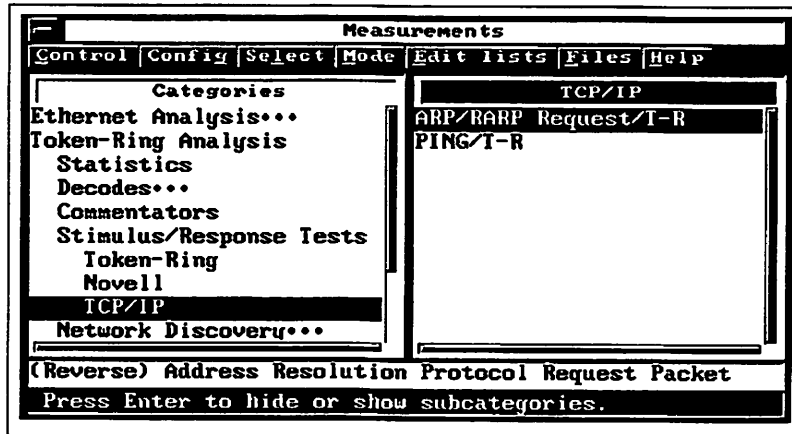 Measurements
Control Config Select Mode Edit lists Files Help
Categories
Ethernet Analysis•••
Token-Ring Analysis
Statistics
Decodes•••
Commentators
Stimulus/Response Tests
Token-Ring
Novell
TCP/IP
Network Discovery•••
TCP/IP
ARP/RARP Request/T-R
PING/T-R
(Reverse) Address Resolution Protocol Request Packet
Press Enter to hide or show subcategories.